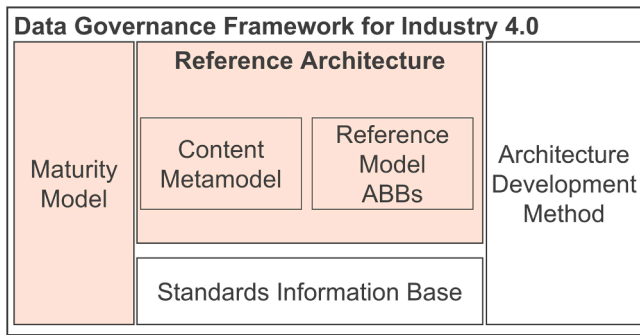 Data Governance Framework for Industry 4.0
Reference Architecture
Maturity
Model
Content
Metamodel
Reference
Model
ABBs
Architecture
Development
Method
Standards Information Base